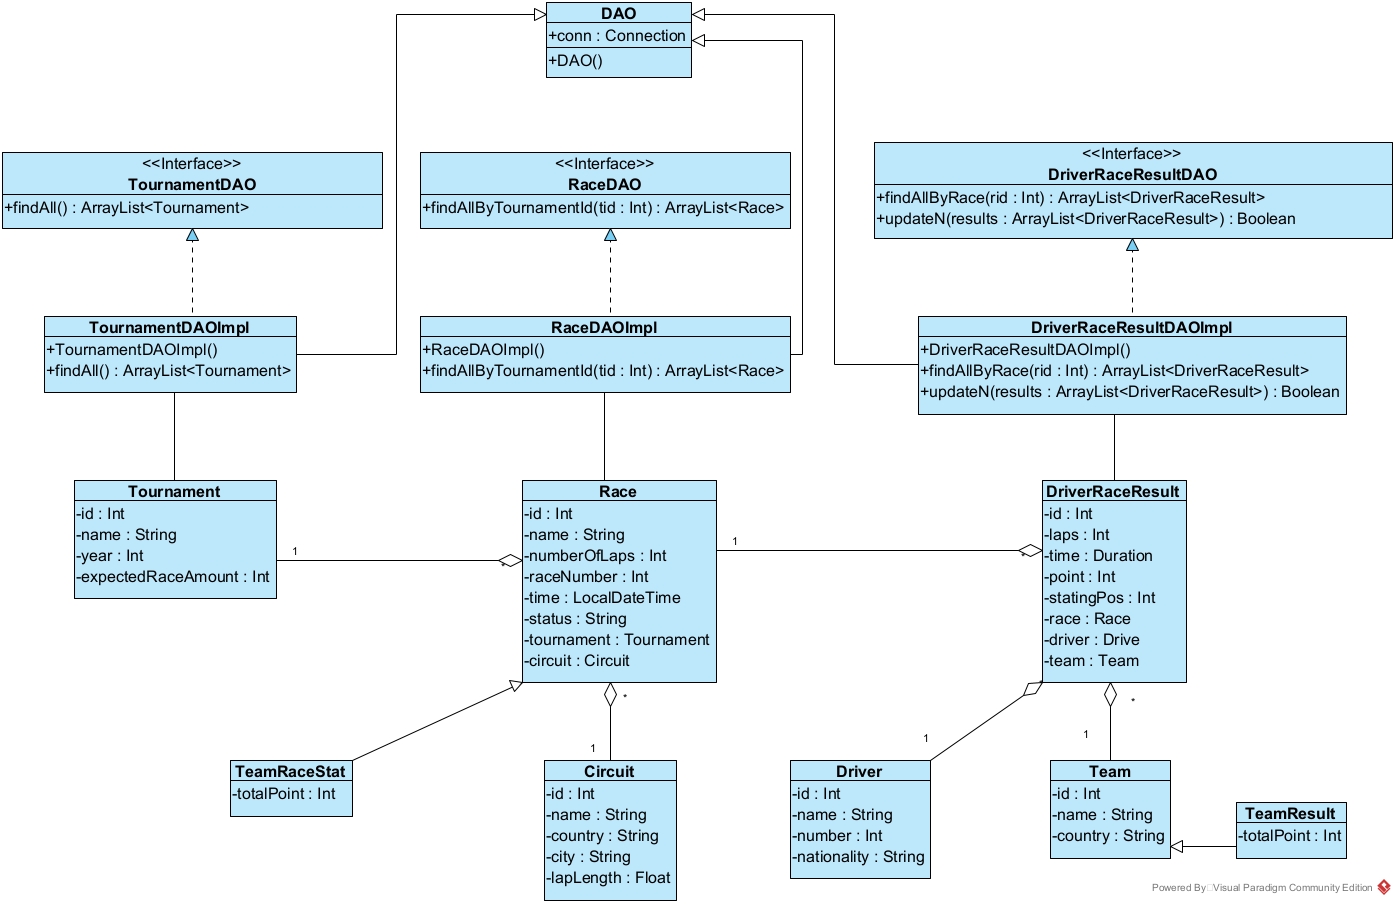 DAO
+conn : Connection
+DAO()
<<Interface>>
TournamentDAO
+findAll() : ArrayList<Tournament>
<<Interface>>
RaceDAO
+findAllByTournamentId(tid : Int) : ArrayList<Race>
<<Interface>>
DriverRaceResultDAO
+findAllByRace(rid : Int) : ArrayList<DriverRaceResult>
+updateN(results : ArrayList<DriverRaceResult>) : Boolean
TournamentDAOImpl
+TournamentDAOImpl()
+findAll() : ArrayList<Tournament>
RaceDAOImpl
+RaceDAOImpl()
+findAllByTournamentId(tid : Int) : ArrayList<Race>
DriverRaceResultDAOImpl
+DriverRaceResultDAOImpl()
+findAllByRace(rid : Int) : ArrayList<DriverRaceResult>
+updateN(results : ArrayList<DriverRaceResult>) : Boolean
Tournament
-id : Int
-name : String
-year : Int
-expectedRaceAmount : Int
1
*
Race
-id : Int
-name : String
-numberOfLaps : Int
-raceNumber : Int
-time : LocalDateTime
-status : String
-tournament : Tournament
-circuit : Circuit
1
*
DriverRaceResult
-id : Int
-laps : Int
-time : Duration
-point : Int
-statingPos : Int
-race : Race
-driver : Drive
-team : Team
*
1
1
*
1
TeamRaceStat
-totalPoint : Int
Circuit
-id : Int
-name : String
-country : String
-city : String
-lapLength : Float
Driver
-id : Int
-name : String
-number : Int
-nationality : String
Team
-id : Int
-name : String
-country : String
TeamResult
-totalPoint : Int
Powered By Visual Paradigm Community Edition